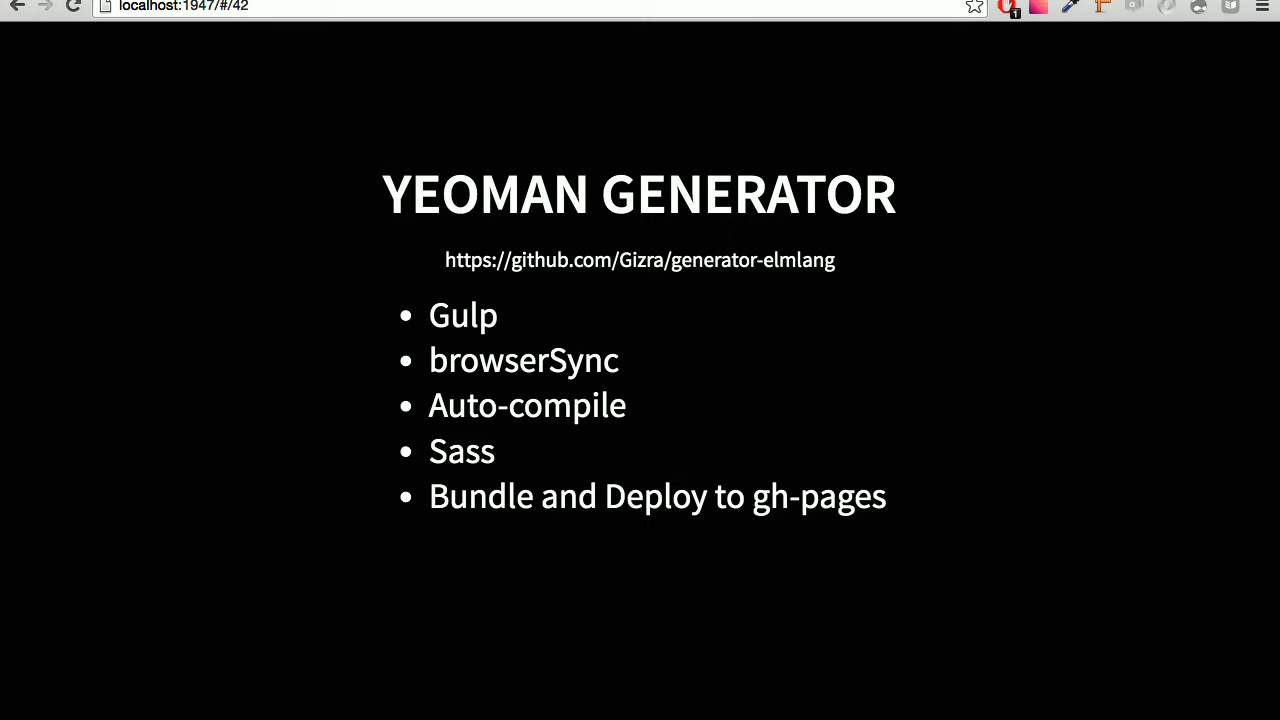 localhost:1947/#/42
1
YEOMAN GENERATOR
https://github.com/Gizra/generator-elmlang
• Gulp
• browserSync
• Auto-compile
• Sass
• Bundle and Deploy to gh-pages